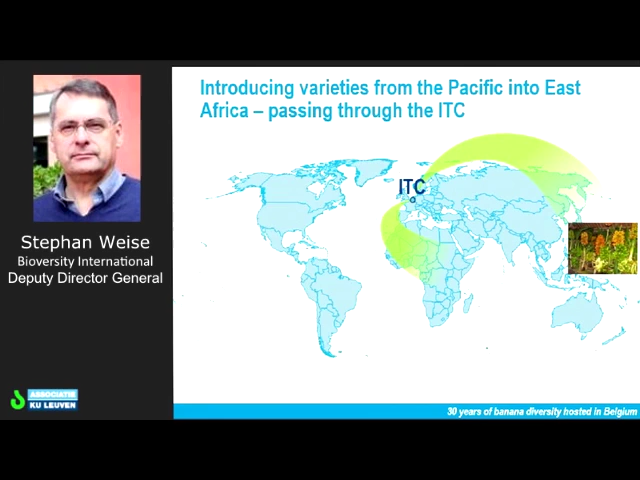 Introducing varieties from the Pacific into East
Africa – passing through the ITC
ITC
Stephan Weise
Bioversity International
Deputy Director General
ASSOCIATIE
KU LEUVEN
30 years of banana diversity hosted in Belgium